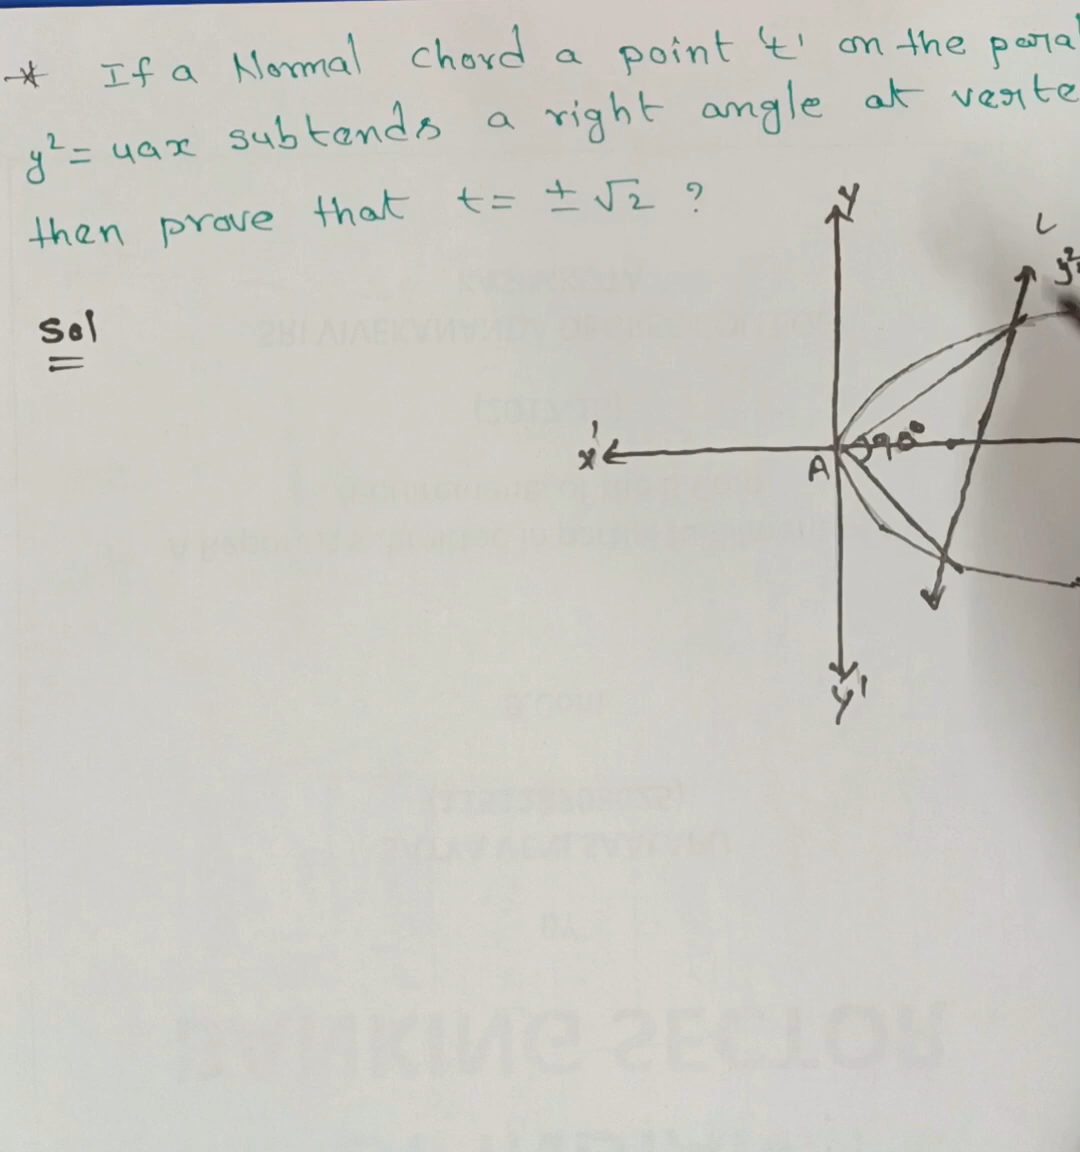 * If a Normal chord a point 't' on the para
y² = 4ax subtends a right angle at verte
then prove that t = ± √2 ?
Y
L
y²=
Sol
90°
x'
A
y'